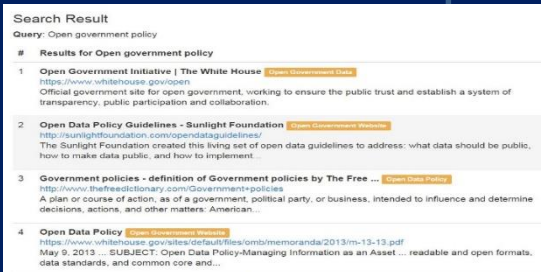 Search Result
Query: Open government policy
# Results for Open government policy
1 Open Government Initiative | The White House Open Government Data
https://www.whitehouse.gov/open
Official government site for open government, working to ensure the public trust and establish a system of
transparency, public participation and collaboration.
2 Open Data Policy Guidelines - Sunlight Foundation Open Government Website
http://sunlightfoundation.com/opendataguidelines/
The Sunlight Foundation created this living set of open data guidelines to address: what data should be public,
how to make data public, and how to implement...
3 Government policies - definition of Government policies by The Free ... Open Data Policy
http://www.thefreedictionary.com/Government+policies
A plan or course of action, as of a government, political party, or business, intended to influence and determine
decisions, actions, and other matters: American...
4 Open Data Policy Open Government Website
https://www.whitehouse.gov/sites/default/files/omb/memoranda/2013/m-13-13.pdf
May 9, 2013 ... SUBJECT: Open Data Policy-Managing Information as an Asset ... readable and open formats,
data standards, and common core and...